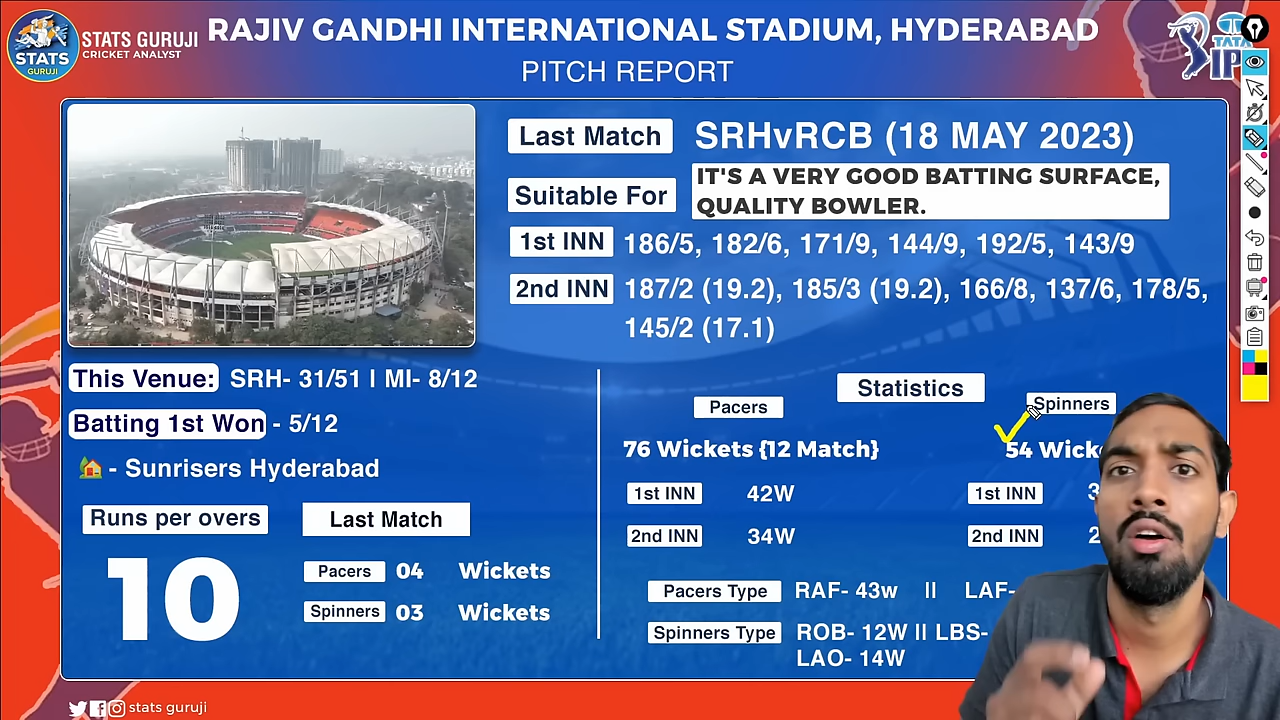 STATS GURUJI
CRICKET ANALYST
STATS
GURUJI
RAJIV GANDHI INTERNATIONAL STADIUM, HYDERABAD
PITCH REPORT
TATA
IP
Last Match SRHvRCB (18 MAY 2023)
Suitable For IT'S A VERY GOOD BATTING SURFACE,
QUALITY BOWLER.
1st INN 186/5, 182/6, 171/9, 144/9, 192/5, 143/9
2nd INN 187/2 (19.2), 185/3 (19.2), 166/8, 137/6, 178/5,
145/2 (17.1)
This Venue: SRH- 31/51 | MI- 8/12
Batting 1st Won - 5/12
- Sunrisers Hyderabad
Runs per overs
10
Last Match
Pacers 04 Wickets
Spinners 03 Wickets
Statistics
Pacers
76 Wickets {12 Match}
1st INN 42W
2nd INN 34W
Spinners
54 Wick
1st INN 3
2nd INN 2
Pacers Type RAF- 43w || LAF-
Spinners Type ROB- 12W || LBS-
LAO- 14W
stats guruji